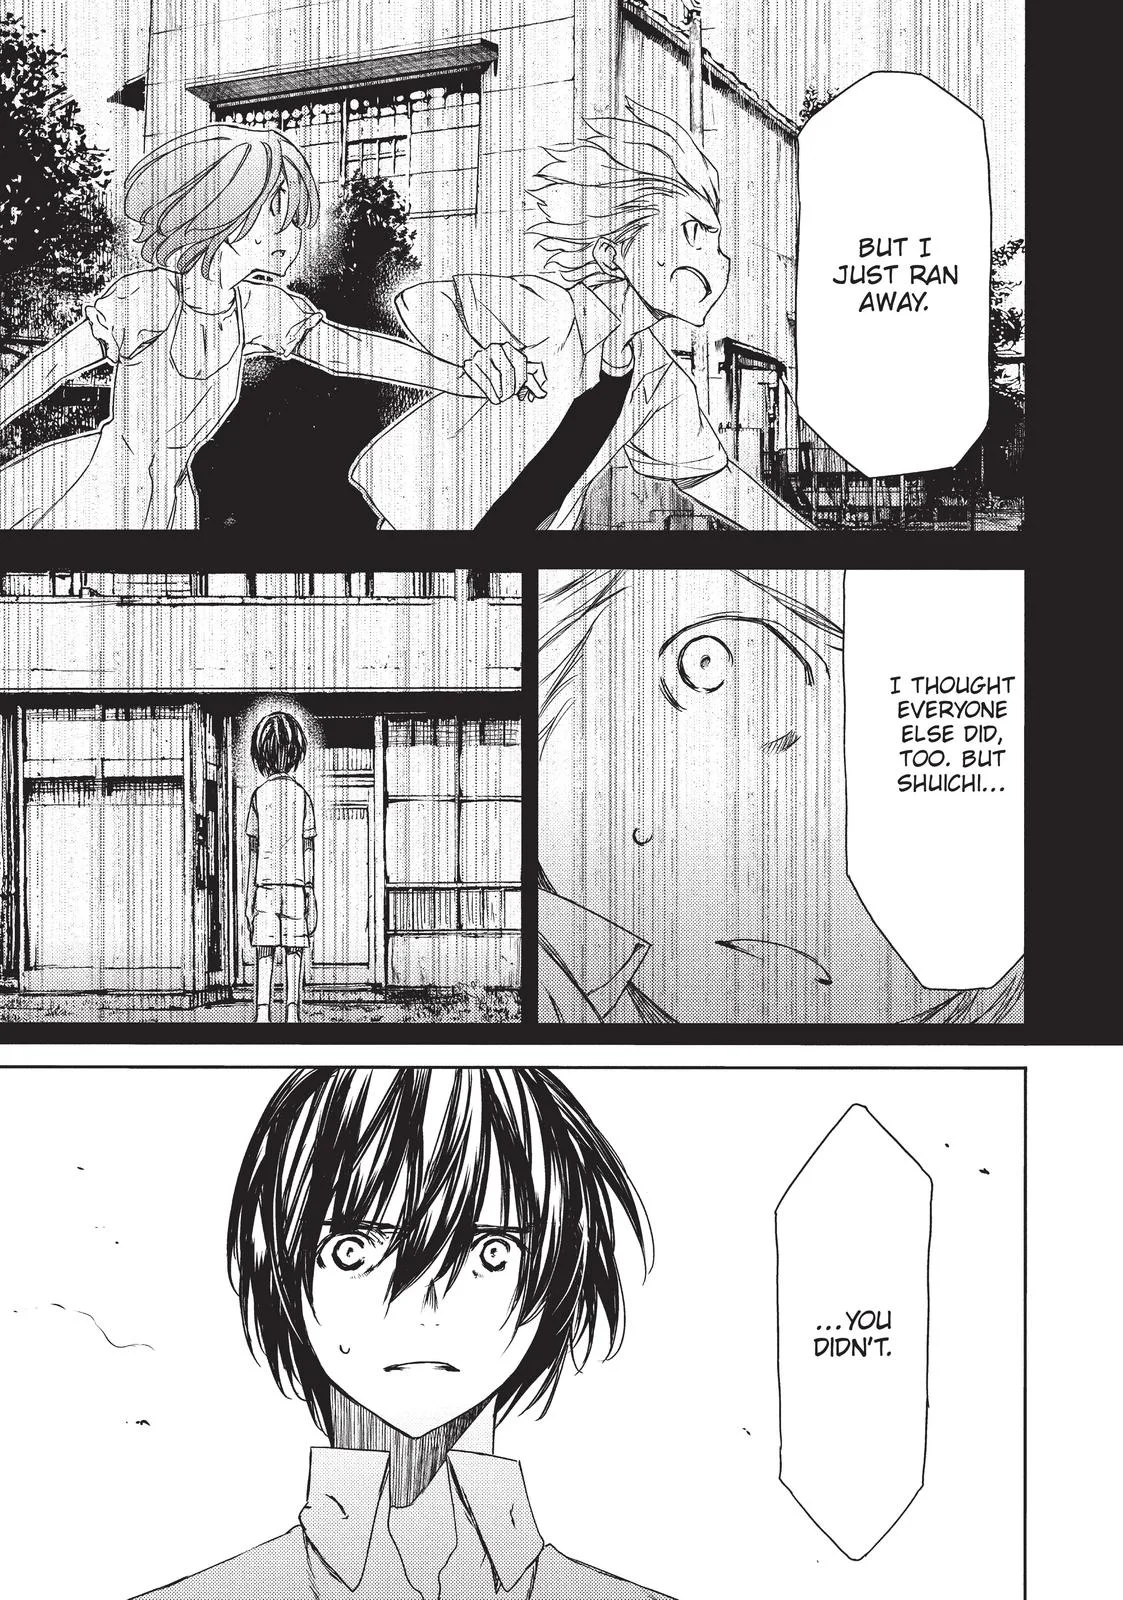 BUT I
JUST RAN
AWAY.
I THOUGHT
EVERYONE
ELSE DID,
TOO. BUT
SHUICHI...
...YOU
DIDN'T.